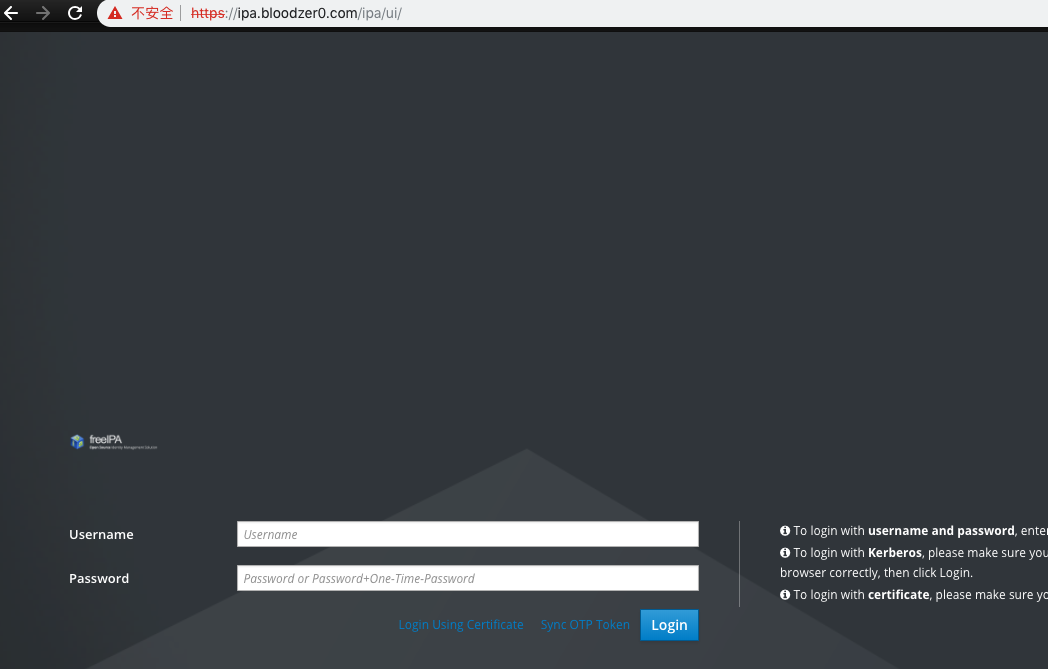 不安全 https://ipa.bloodzer0.com/ipa/ui/
freeIPA
Open Source Identity Management Solution
Username
Username
Password
Password or Password+One-Time-Password
Login Using Certificate Sync OTP Token Login
To login with username and password, enter
To login with Kerberos, please make sure you
browser correctly, then click Login.
To login with certificate, please make sure yo